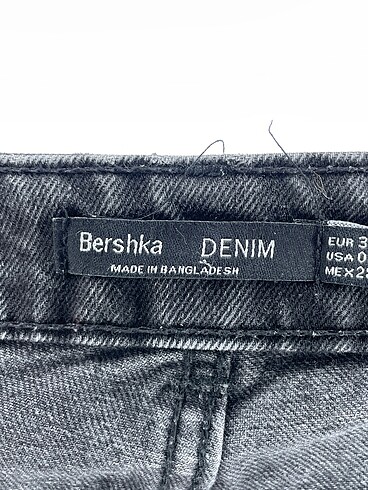 Bershka DENIM
MADE IN BANGLADESH
EUR 3
USA 0
MEX 2